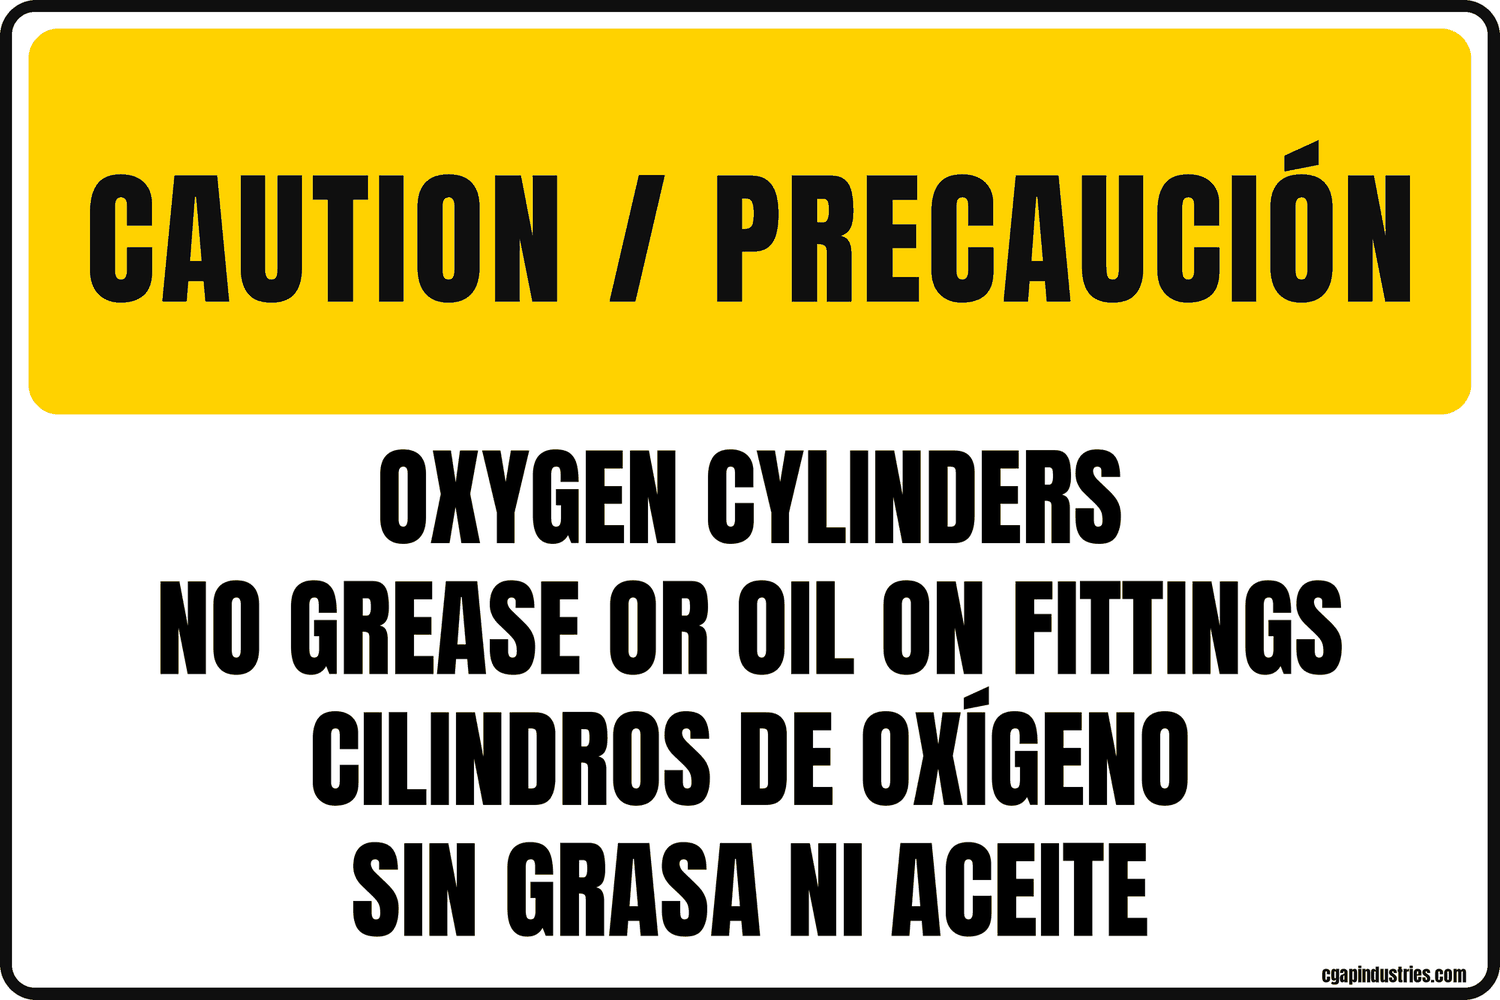 CAUTION / PRECAUCIÓN
OXYGEN CYLINDERS
NO GREASE OR OIL ON FITTINGS
CILINDROS DE OXÍGENO
SIN GRASA NI ACEITE
cgapindustries.com